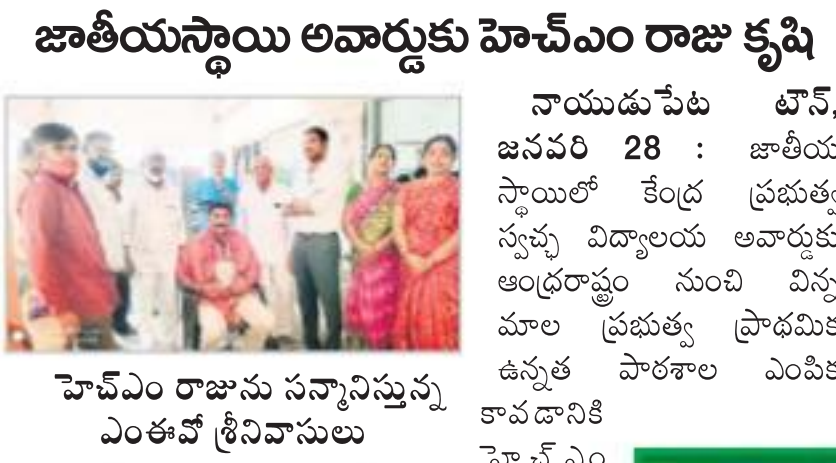 జాతీయస్థాయి అవార్డుకు హెచ్ఎం రాజు కృషి
హెచ్ఎం రాజును సన్మానిస్తున్న
ఎంఈవో శ్రీనివాసులు
నాయుడుపేట టౌన్,
జనవరి 28 : జాతీయ
స్థాయిలో కేంద్ర ప్రభుత్వ
స్వచ్ఛ విద్యాలయ అవార్డుకు
ఆంధ్రరాష్ట్రం నుంచి విన్న
మాల ప్రభుత్వ ప్రాథమిక
ఉన్నత పాఠశాల ఎంపిక
కావడానికి
హెచ్ఎం